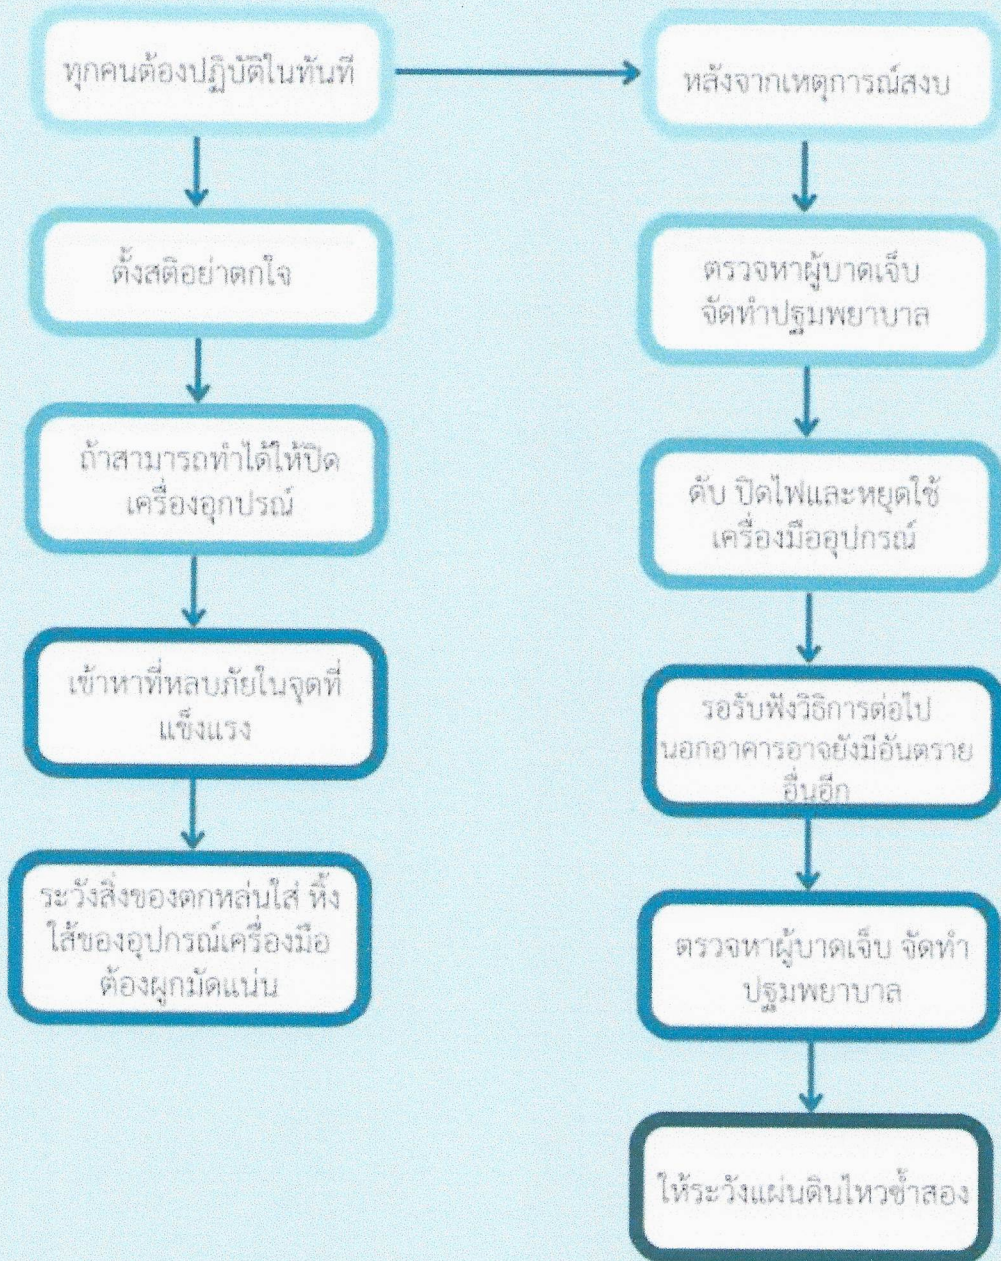 ทุกคนต้องปฏิบัติในทันที
ตั้งสติอย่าตกใจ
ถ้าสามารถทำได้ให้ปิด
เครื่องอุกปรณ์
เข้าหาที่หลบภัยในจุดที่
แข็งแรง
ระวังสิ่งของตกหล่นใส่ หิ้ง
ใส้ของอุปกรณ์เครื่องมือ
ต้องผูกมัดแน่น
หลังจากเหตุการณ์สงบ
ตรวจหาผู้บาดเจ็บ
จัดทำปฐมพยาบาล
ดับ ปิดไฟและหยุดใช้
เครื่องมืออุปกรณ์
รอรับฟังวิธิการต่อไป
นอกอาคารอาจยังมีอันตราย
อื่นอีก
ตรวจหาผู้บาดเจ็บ จัดทำ
ปฐมพยาบาล
ให้ระวังแผ่นดินไหวซ้ำสอง